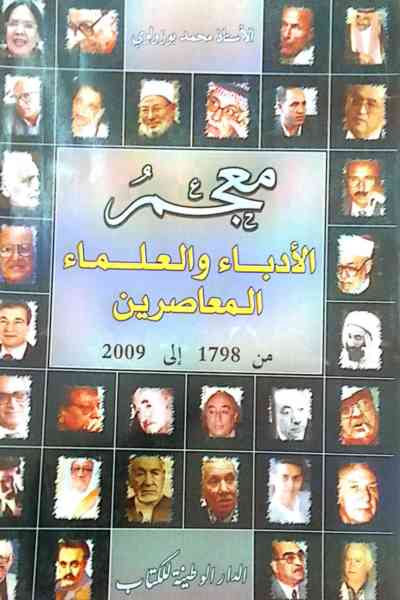 الأستاذ محمد بوزواوي
معجم
الأدباء والعلماء
المعاصرين
من 1798 إلى 2009
الدار الوطنية للكتاب